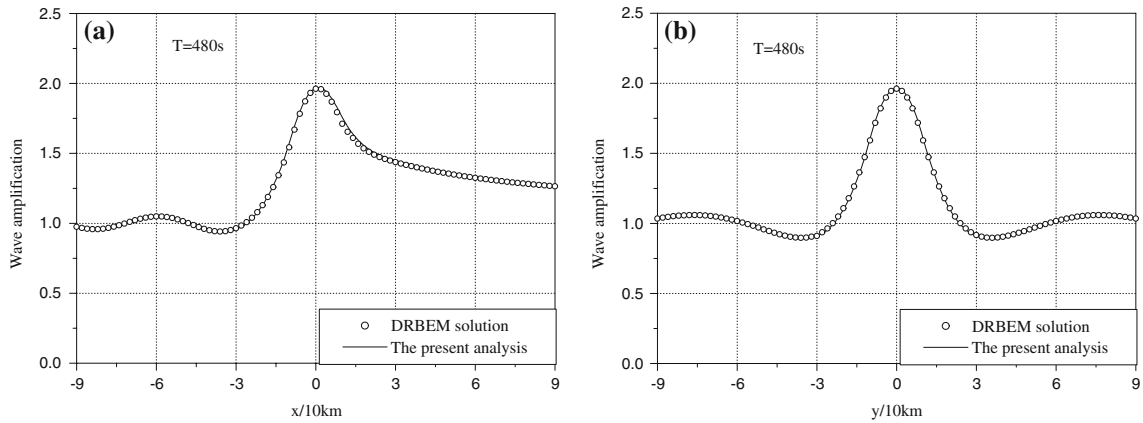 (a)
T=480s
2.5
2.0
1.5
1.0
0.5
0.0
Wave amplification
DRBEM solution
The present analysis
-9 -6 -3 0 3 6 9
x/10km
(b)
T=480s
2.5
2.0
1.5
1.0
0.5
0.0
Wave amplification
DRBEM solution
The present analysis
-9 -6 -3 0 3 6 9
y/10km